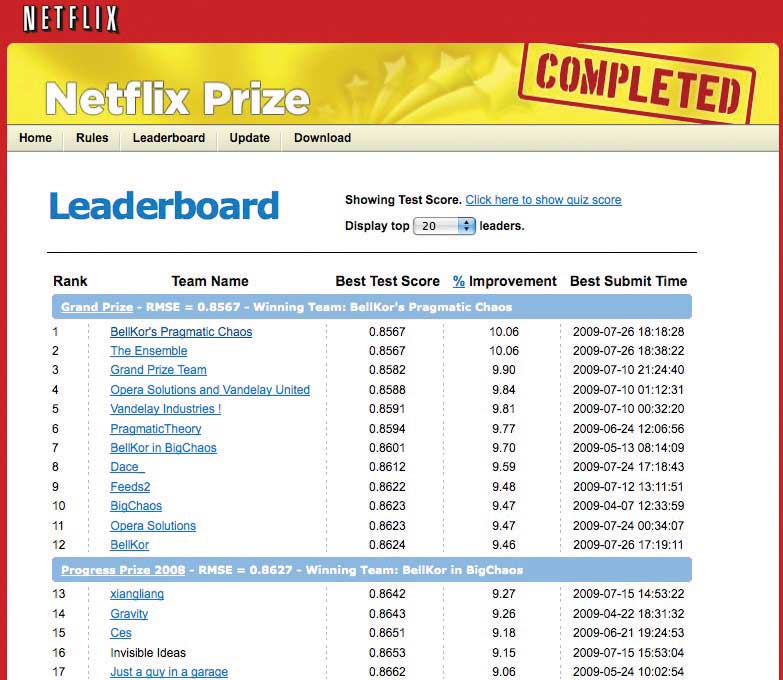 NETFLIX
Netflix Prize
COMPLETED
Home Rules Leaderboard Update Download
Leaderboard
Showing Test Score. Click here to show quiz score
Display top 20 leaders.
Rank Team Name Best Test Score % Improvement Best Submit Time
Grand Prize - RMSE = 0.8567 - Winning Team: BellKor's Pragmatic Chaos
1 BellKor's Pragmatic Chaos 0.8567 10.06 2009-07-26 18:18:28
2 The Ensemble 0.8567 10.06 2009-07-26 18:38:22
3 Grand Prize Team 0.8582 9.90 2009-07-10 21:24:40
4 Opera Solutions and Vandelay United 0.8588 9.84 2009-07-10 01:12:31
5 Vandelay Industries ! 0.8591 9.81 2009-07-10 00:32:20
6 PragmaticTheory 0.8594 9.77 2009-06-24 12:06:56
7 BellKor in BigChaos 0.8601 9.70 2009-05-13 08:14:09
8 Dace_ 0.8612 9.59 2009-07-24 17:18:43
9 Feeds2 0.8622 9.48 2009-07-12 13:11:51
10 BigChaos 0.8623 9.47 2009-04-07 12:33:59
11 Opera Solutions 0.8623 9.47 2009-07-24 00:34:07
12 BellKor 0.8624 9.46 2009-07-26 17:19:11
Progress Prize 2008 - RMSE = 0.8627 - Winning Team: BellKor in BigChaos
13 xiangliang 0.8642 9.27 2009-07-15 14:53:22
14 Gravity 0.8643 9.26 2009-04-22 18:31:32
15 Ces 0.8651 9.18 2009-06-21 19:24:53
16 Invisible Ideas 0.8653 9.15 2009-07-15 15:53:04
17 Just a guy in a garage 0.8662 9.06 2009-05-24 10:02:54